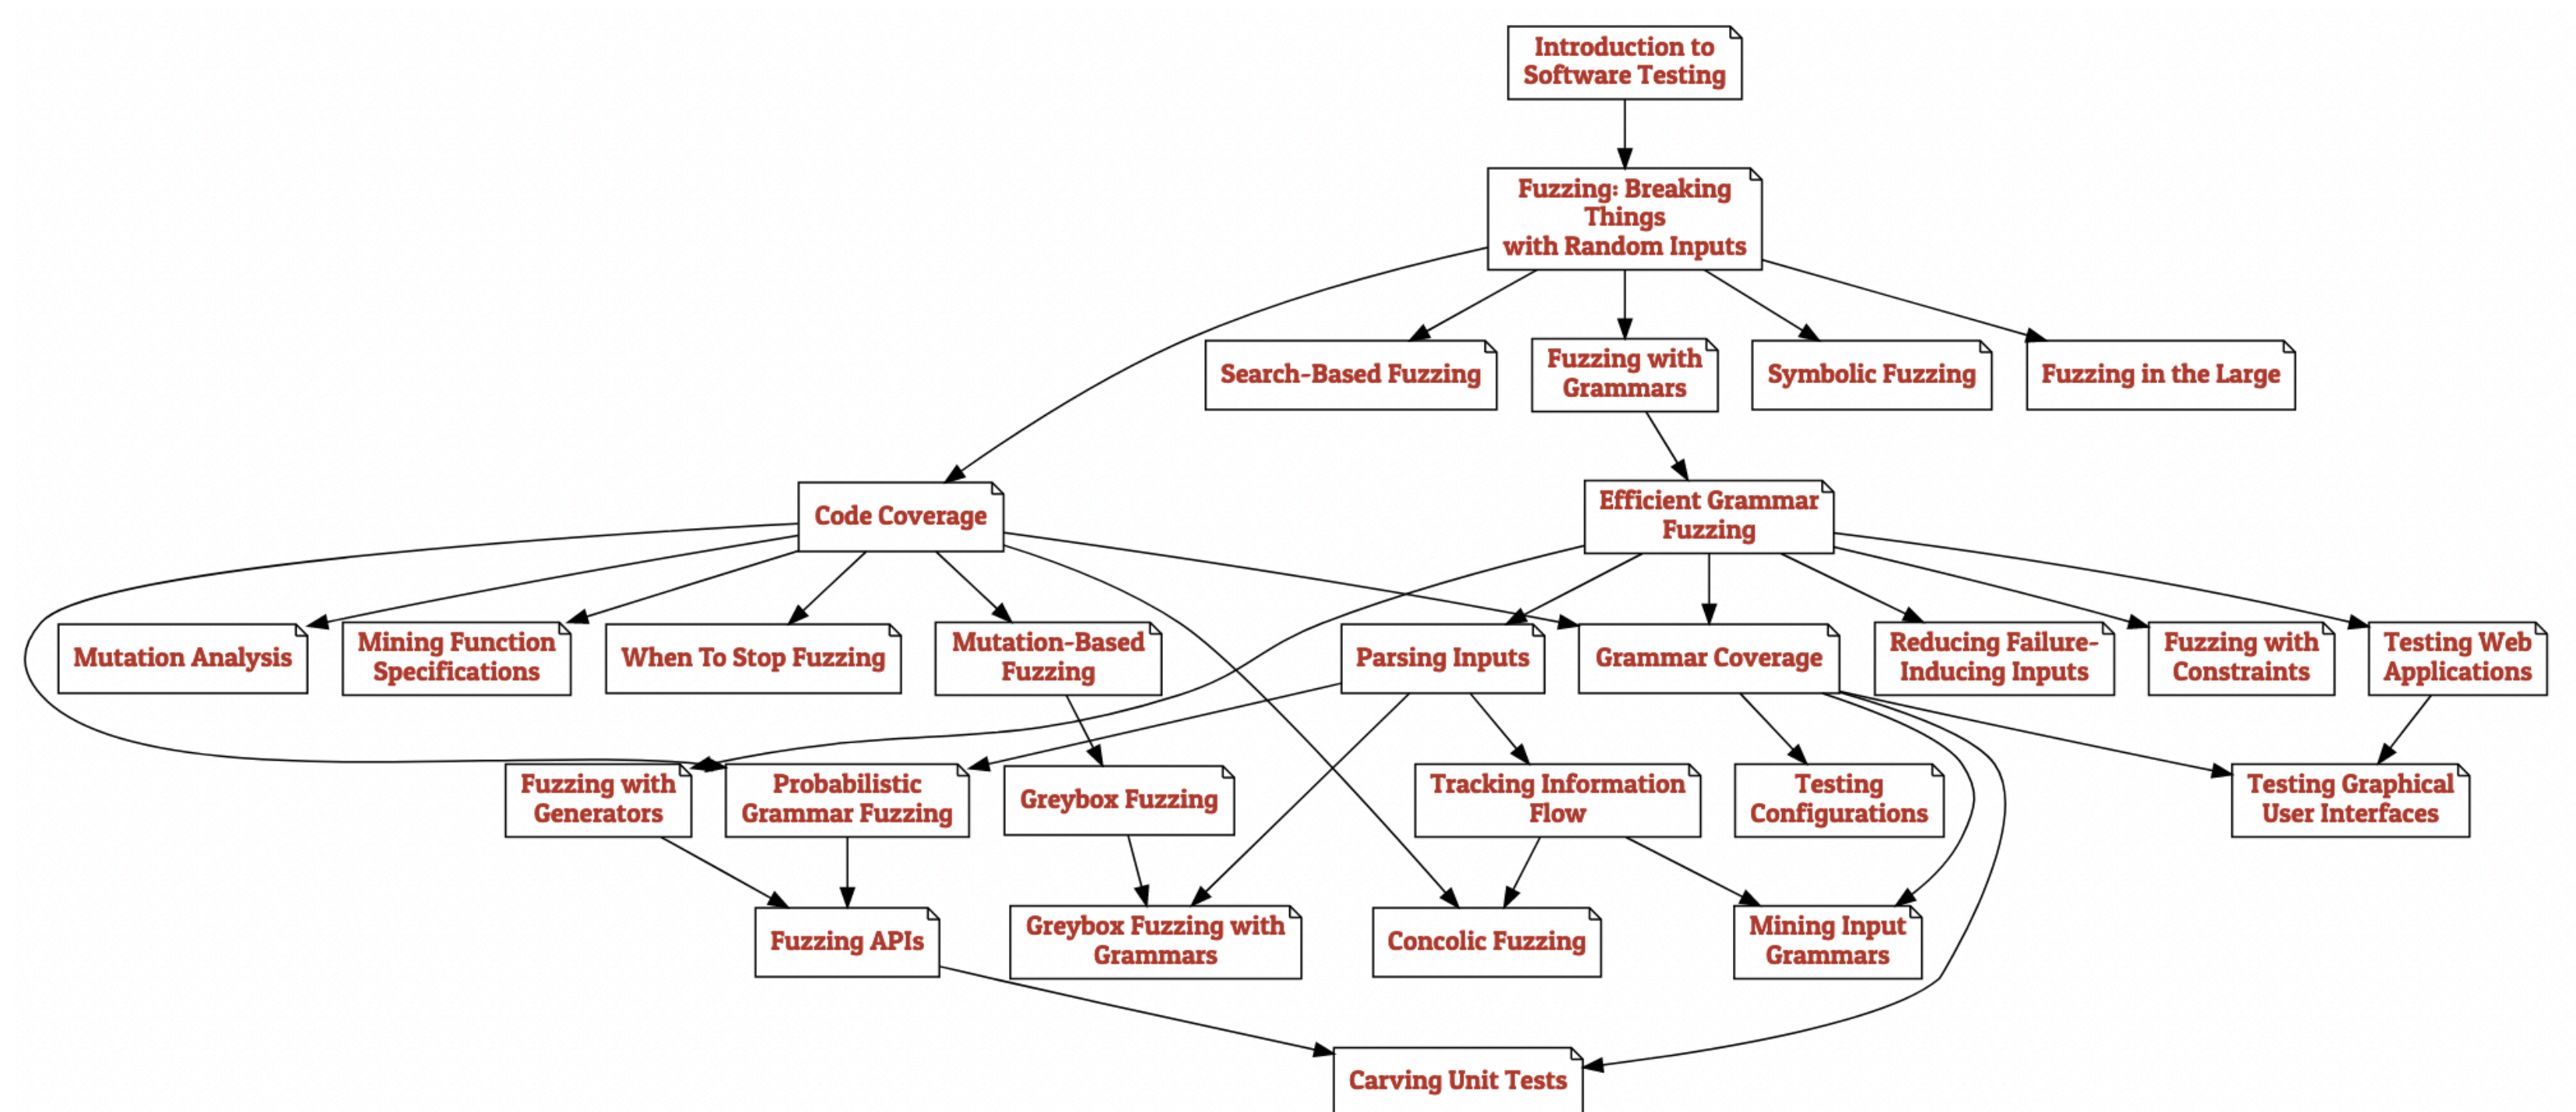 Introduction to
Software Testing
Fuzzing: Breaking
Things
with Random Inputs
Search-Based Fuzzing
Fuzzing with
Grammars
Symbolic Fuzzing
Fuzzing in the Large
Code Coverage
Efficient Grammar
Fuzzing
Mutation Analysis
Mining Function
Specifications
When To Stop Fuzzing
Mutation-Based
Fuzzing
Parsing Inputs
Grammar Coverage
Reducing Failure-
Inducing Inputs
Fuzzing with
Constraints
Testing Web
Applications
Fuzzing with
Generators
Probabilistic
Grammar Fuzzing
Greybox Fuzzing
Tracking Information
Flow
Testing
Configurations
Testing Graphical
User Interfaces
Fuzzing APIs
Greybox Fuzzing with
Grammars
Concolic Fuzzing
Mining Input
Grammars
Carving Unit Tests